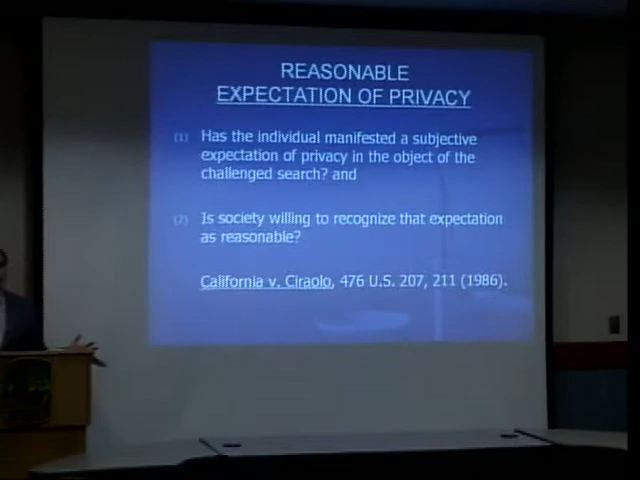 REASONABLE
EXPECTATION OF PRIVACY
(1) Has the individual manifested a subjective
expectation of privacy in the object of the
challenged search? and
(2) Is society willing to recognize that expectation
as reasonable?
California v. Ciraolo, 476 U.S. 207, 211 (1986).